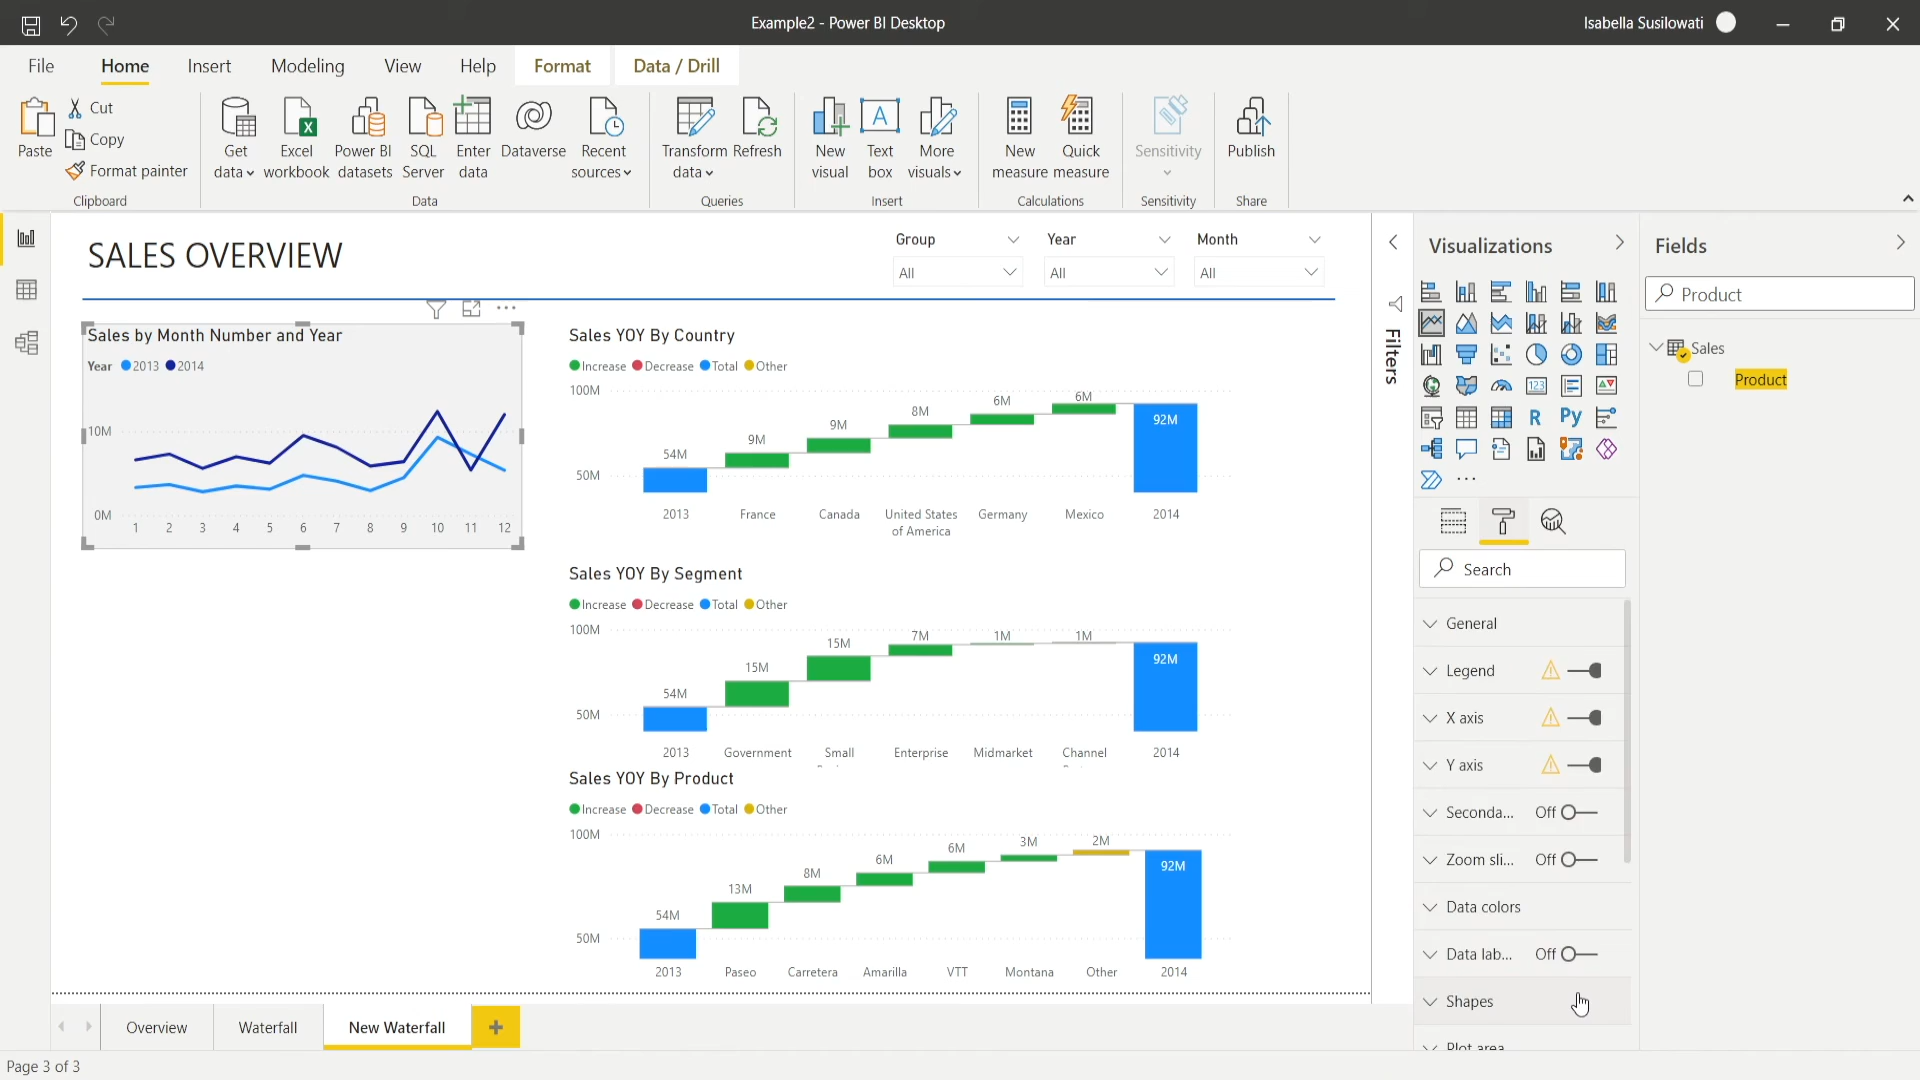 Example2 - Power BI Desktop
Isabella Susilowati
File Home Insert Modeling View Help Format Data / Drill
Paste
Cut
Copy
Format painter
Clipboard
Get data
Excel workbook
Power BI datasets
SQL Server
Enter data
Dataverse
Recent sources
Data
Transform data
Refresh
Queries
New visual
Text box
More visuals
Insert
New measure
Quick measure
Calculations
Sensitivity
Sensitivity
Publish
Share
SALES OVERVIEW
Group
All
Year
All
Month
All
Sales by Month Number and Year
Year 2013 2014
10M
0M
1 2 3 4 5 6 7 8 9 10 11 12
Sales YOY By Country
Increase Decrease Total Other
100M
50M
54M 9M 9M 8M 6M 6M 92M
2013 France Canada United States of America Germany Mexico 2014
Sales YOY By Segment
Increase Decrease Total Other
100M
50M
54M 15M 15M 7M 1M 1M 92M
2013 Government Small Enterprise Midmarket Channel 2014
Sales YOY By Product
Increase Decrease Total Other
100M
50M
54M 13M 8M 6M 6M 3M 2M 92M
2013 Paseo Carretera Amarilla VTT Montana Other 2014
Filters
Visualizations
123
R
Py
Search
General
Legend
X axis
Y axis
Seconda... Off
Zoom sli... Off
Data colors
Data lab... Off
Shapes
Plot area
Fields
Product
Sales
Product
Overview
Waterfall
New Waterfall
Page 3 of 3